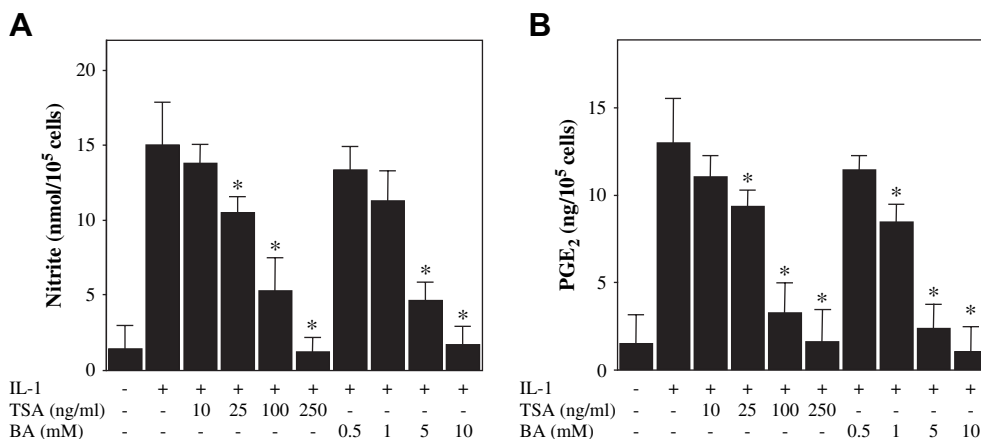 A
B
20
15
10
5
0
Nitrite (nmol/10⁵ cells)
*
*
*
*
*
IL-1 - + + + + + + + + +
TSA (ng/ml) - - 10 25 100 250 - - - -
BA (mM) - - - - - - 0.5 1 5 10
15
10
5
0
PGE₂ (ng/10⁵ cells)
*
*
*
*
*
*
IL-1 - + + + + + + + + +
TSA (ng/ml) - - 10 25 100 250 - - - -
BA (mM) - - - - - - 0.5 1 5 10